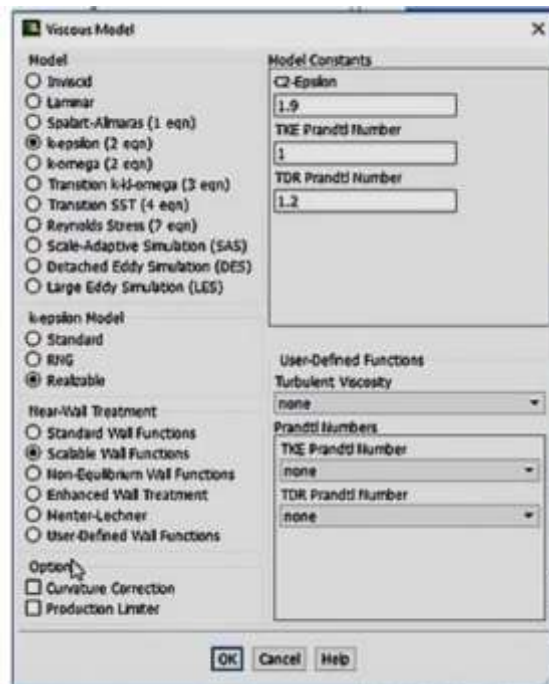 Viscous Model
Model
Inviscid
Laminar
Spalart-Almaras (1 eqn)
k-epsilon (2 eqn)
k-omega (2 eqn)
Transition k-kl-omega (3 eqn)
Transition SST (4 eqn)
Reynolds Stress (7 eqn)
Scale-Adaptive Simulation (SAS)
Detached Eddy Simulation (DES)
Large Eddy Simulation (LES)
k-epsilon Model
Standard
RNG
Realizable
Near-Wall Treatment
Standard Wall Functions
Scalable Wall Functions
Non-Equilibrium Wall Functions
Enhanced Wall Treatment
Menter-Lechner
User-Defined Wall Functions
Options
Curvature Correction
Production Limiter
Model Constants
C2-Epsilon
1.9
TKE Prandtl Number
1
TDR Prandtl Number
1.2
User-Defined Functions
Turbulent Viscosity
none
Prandtl Numbers
TKE Prandtl Number
none
TDR Prandtl Number
none
OK Cancel Help